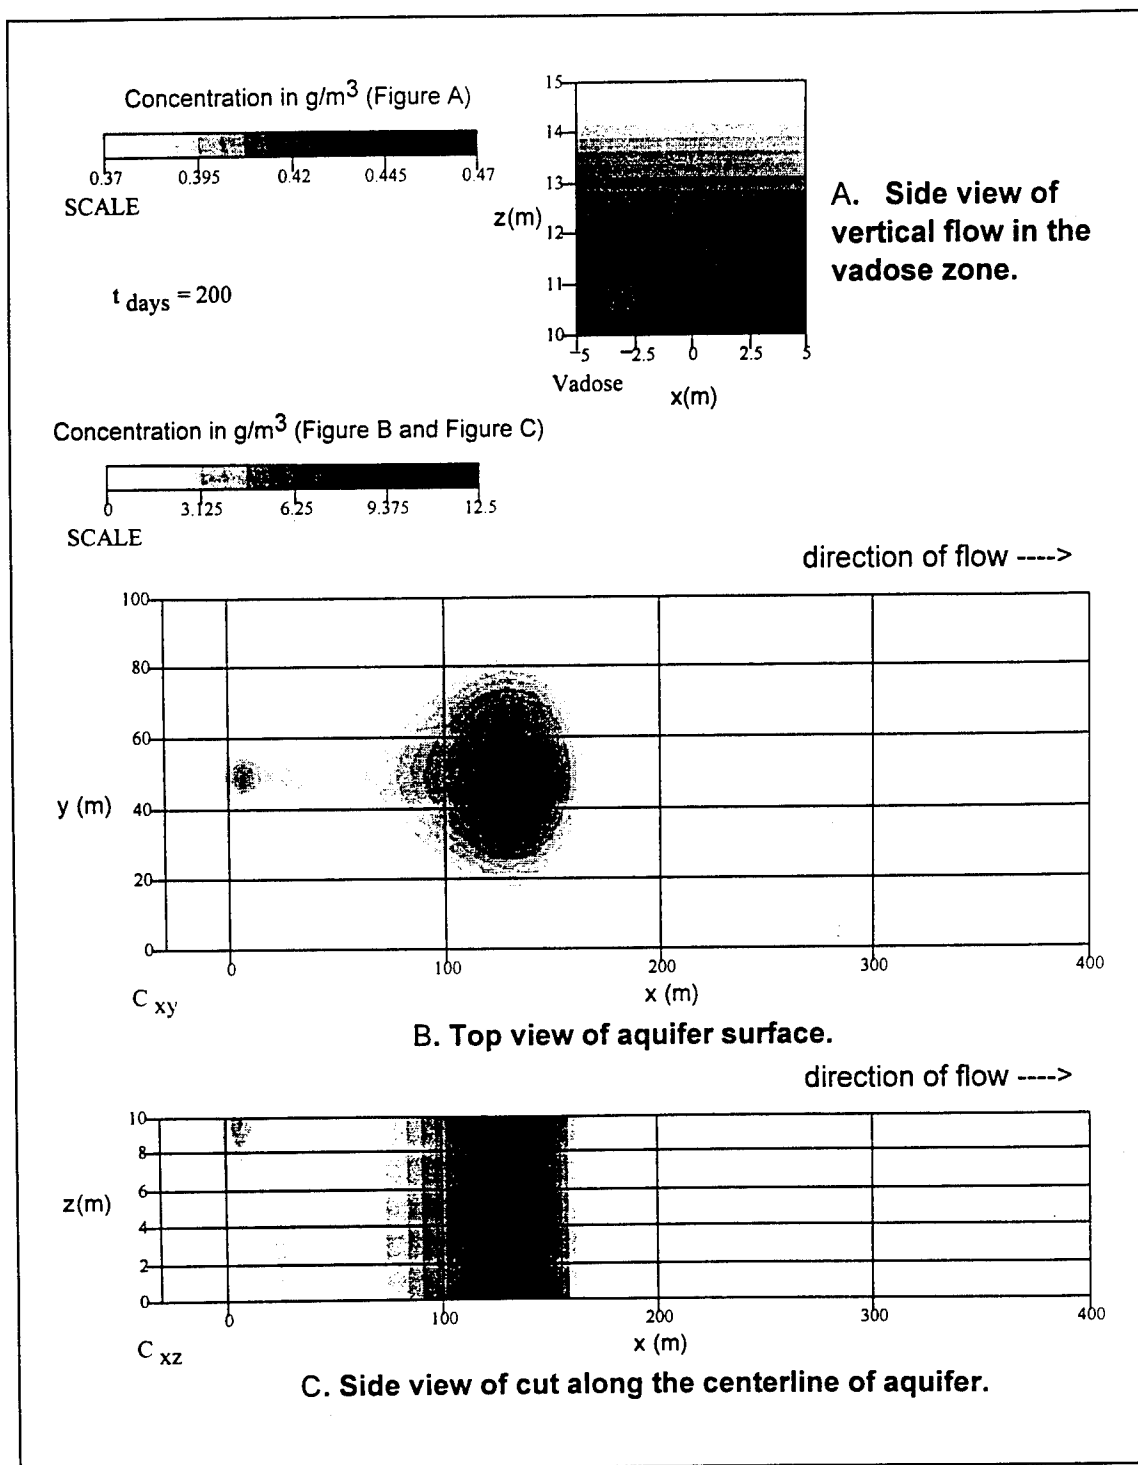 Concentration in g/m3 (Figure A)
0.37 0.395 0.42 0.445 0.47
SCALE
t days = 200
15
14
13
z(m)
12
11
10
-5 -2.5 0 2.5 5
Vadose
x(m)
A. Side view of
vertical flow in the
vadose zone.
Concentration in g/m3 (Figure B and Figure C)
0 3.125 6.25 9.375 12.5
SCALE
direction of flow ---->
100
80
60
y (m)
40
20
0
0 100 200 300 400
C xy
x (m)
B. Top view of aquifer surface.
direction of flow ---->
10
8
6
z(m)
4
2
0
0 100 200 300 400
C xz
x (m)
C. Side view of cut along the centerline of aquifer.